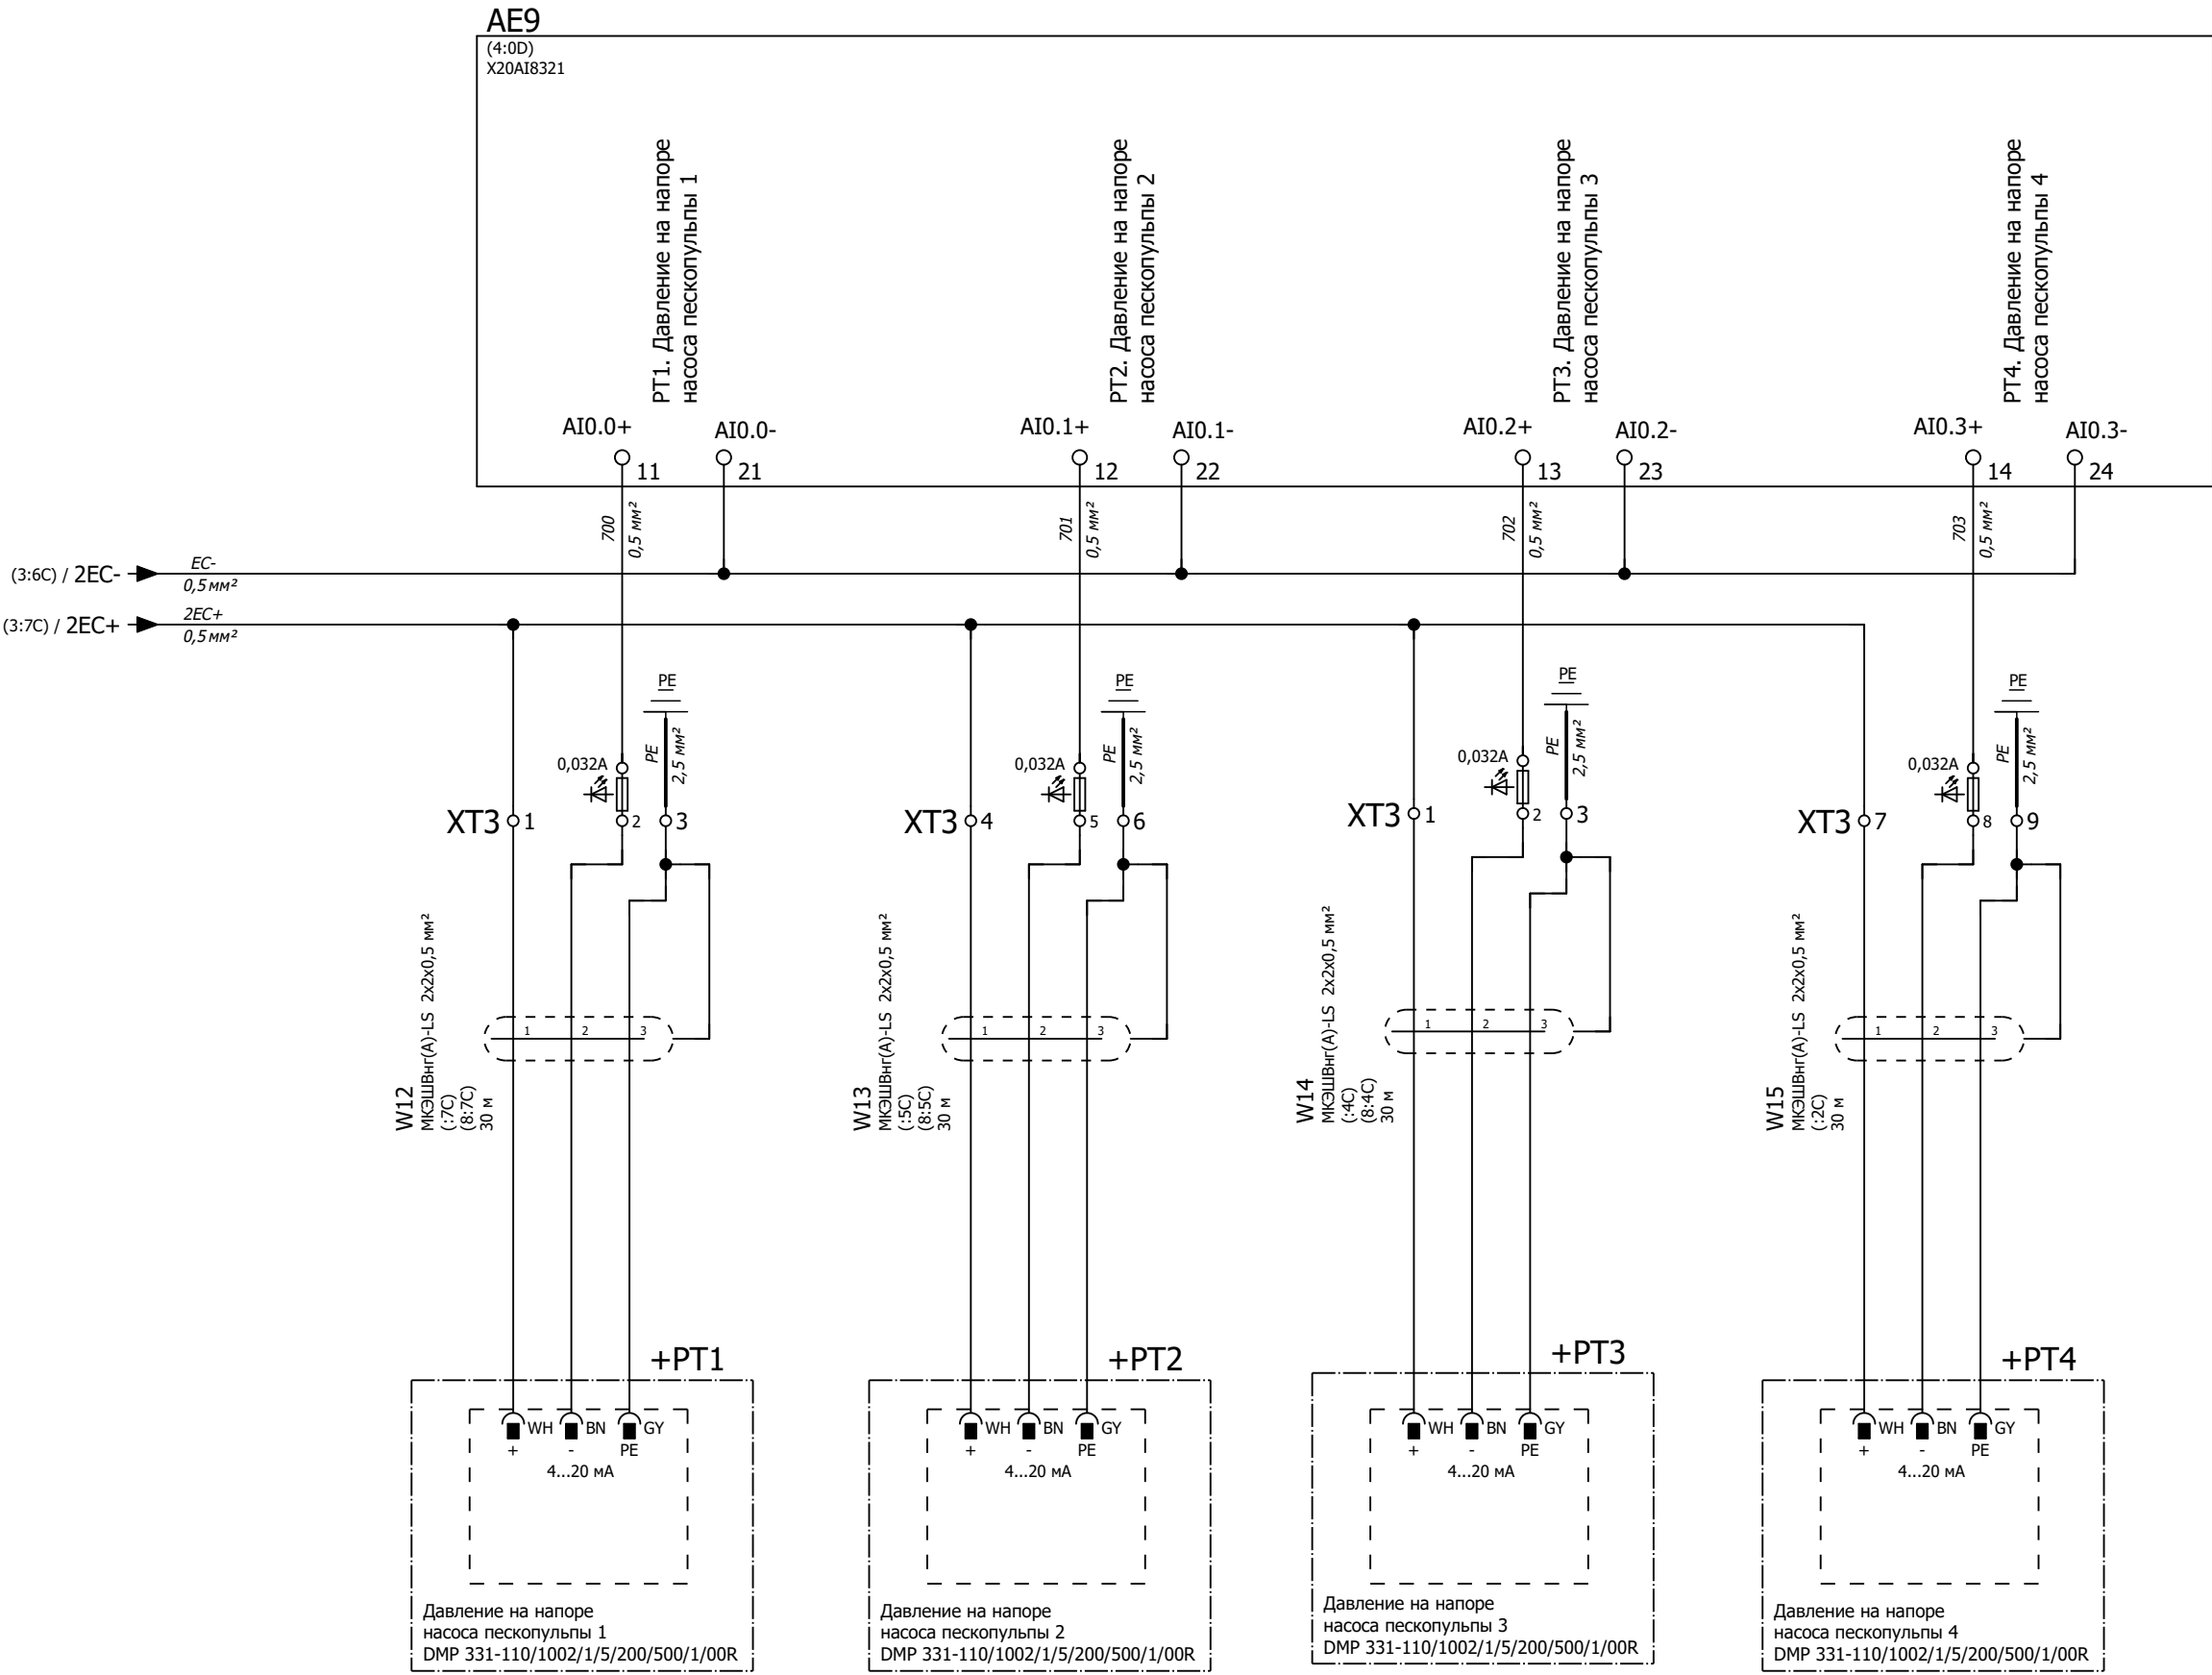 AE9
(4:0D)
X20AI8321
PT1. Давление на напоре
насоса пескопульпы 1
PT2. Давление на напоре
насоса пескопульпы 2
PT3. Давление на напоре
насоса пескопульпы 3
PT4. Давление на напоре
насоса пескопульпы 4
AI0.0+ AI0.0- AI0.1+ AI0.1- AI0.2+ AI0.2- AI0.3+ AI0.3-
11 21 12 22 13 23 14 24
700 0,5 мм² 701 0,5 мм² 702 0,5 мм² 703 0,5 мм²
(3:6C) / 2EC- EC-
0,5 мм²
(3:7C) / 2EC+ 2EC+
0,5 мм²
PE PE PE PE
0,032A PE 2,5 мм² 0,032A PE 2,5 мм² 0,032A PE 2,5 мм² 0,032A PE 2,5 мм²
XT3 1 2 3 XT3 4 5 6 XT3 1 2 3 XT3 7 8 9
W12
МКЭШВнг(А)-LS 2x2x0,5 мм²
(:7C)
(8:7C)
30 м
1 2 3
W13
МКЭШВнг(А)-LS 2x2x0,5 мм²
(:5C)
(8:5C)
30 м
1 2 3
W14
МКЭШВнг(А)-LS 2x2x0,5 мм²
(:4C)
(8:4C)
30 м
1 2 3
W15
МКЭШВнг(А)-LS 2x2x0,5 мм²
(:2C)
30 м
1 2 3
+PT1
WH BN GY
+ - PE
4...20 мА
Давление на напоре
насоса пескопульпы 1
DMP 331-110/1002/1/5/200/500/1/00R
+PT2
WH BN GY
+ - PE
4...20 мА
Давление на напоре
насоса пескопульпы 2
DMP 331-110/1002/1/5/200/500/1/00R
+PT3
WH BN GY
+ - PE
4...20 мА
Давление на напоре
насоса пескопульпы 3
DMP 331-110/1002/1/5/200/500/1/00R
+PT4
WH BN GY
+ - PE
4...20 мА
Давление на напоре
насоса пескопульпы 4
DMP 331-110/1002/1/5/200/500/1/00R